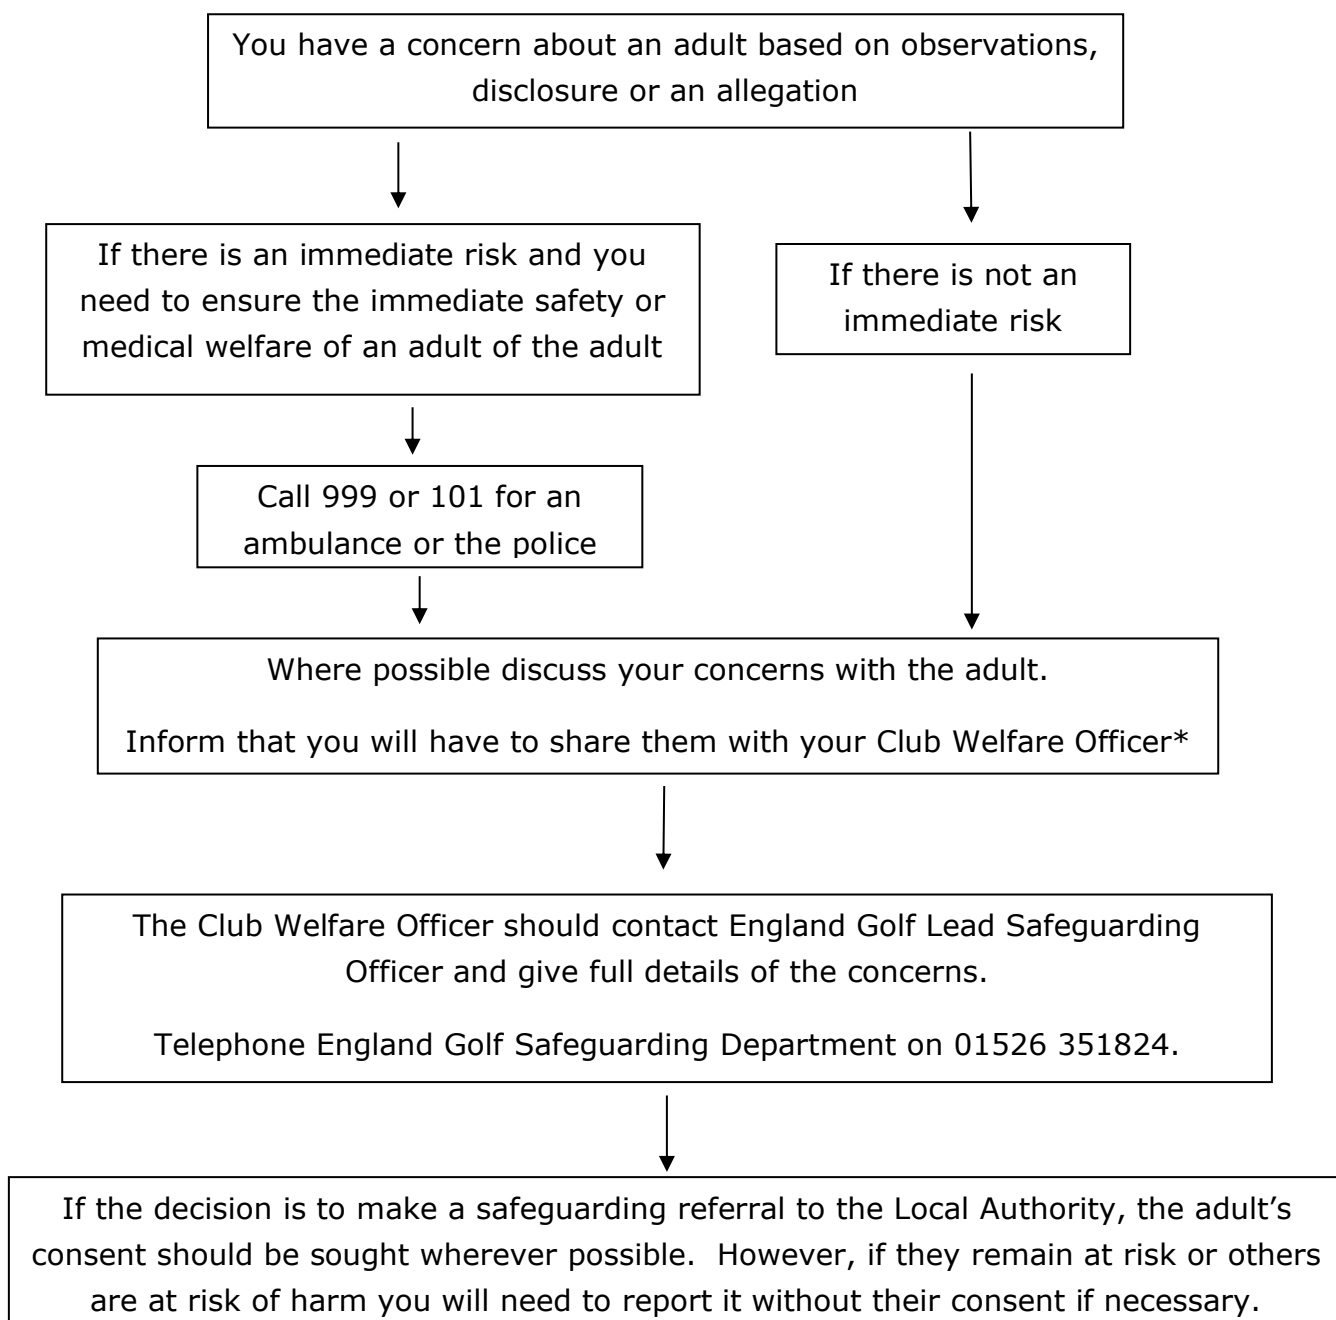 You have a concern about an adult based on observations,
disclosure or an allegation
If there is an immediate risk and you
need to ensure the immediate safety or
medical welfare of an adult of the adult
If there is not an
immediate risk
Call 999 or 101 for an
ambulance or the police
Where possible discuss your concerns with the adult.
Inform that you will have to share them with your Club Welfare Officer*
The Club Welfare Officer should contact England Golf Lead Safeguarding
Officer and give full details of the concerns.
Telephone England Golf Safeguarding Department on 01526 351824.
If the decision is to make a safeguarding referral to the Local Authority, the adult’s
consent should be sought wherever possible.  However, if they remain at risk or others
are at risk of harm you will need to report it without their consent if necessary.